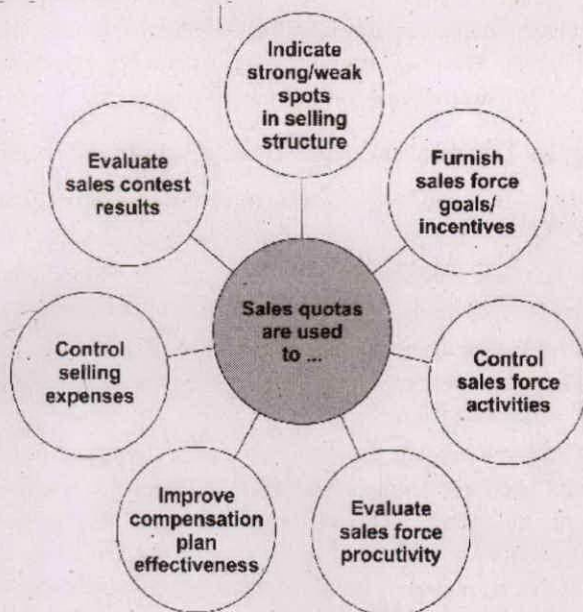 Indicate
strong/weak
spots
in selling
structure
Furnish
sales force
goals/
incentives
Control
sales force
activities
Evaluate
sales force
procutivity
Improve
compensation
plan
effectiveness
Control
selling
expenses
Evaluate
sales contest
results
Sales quotas
are used
to ...